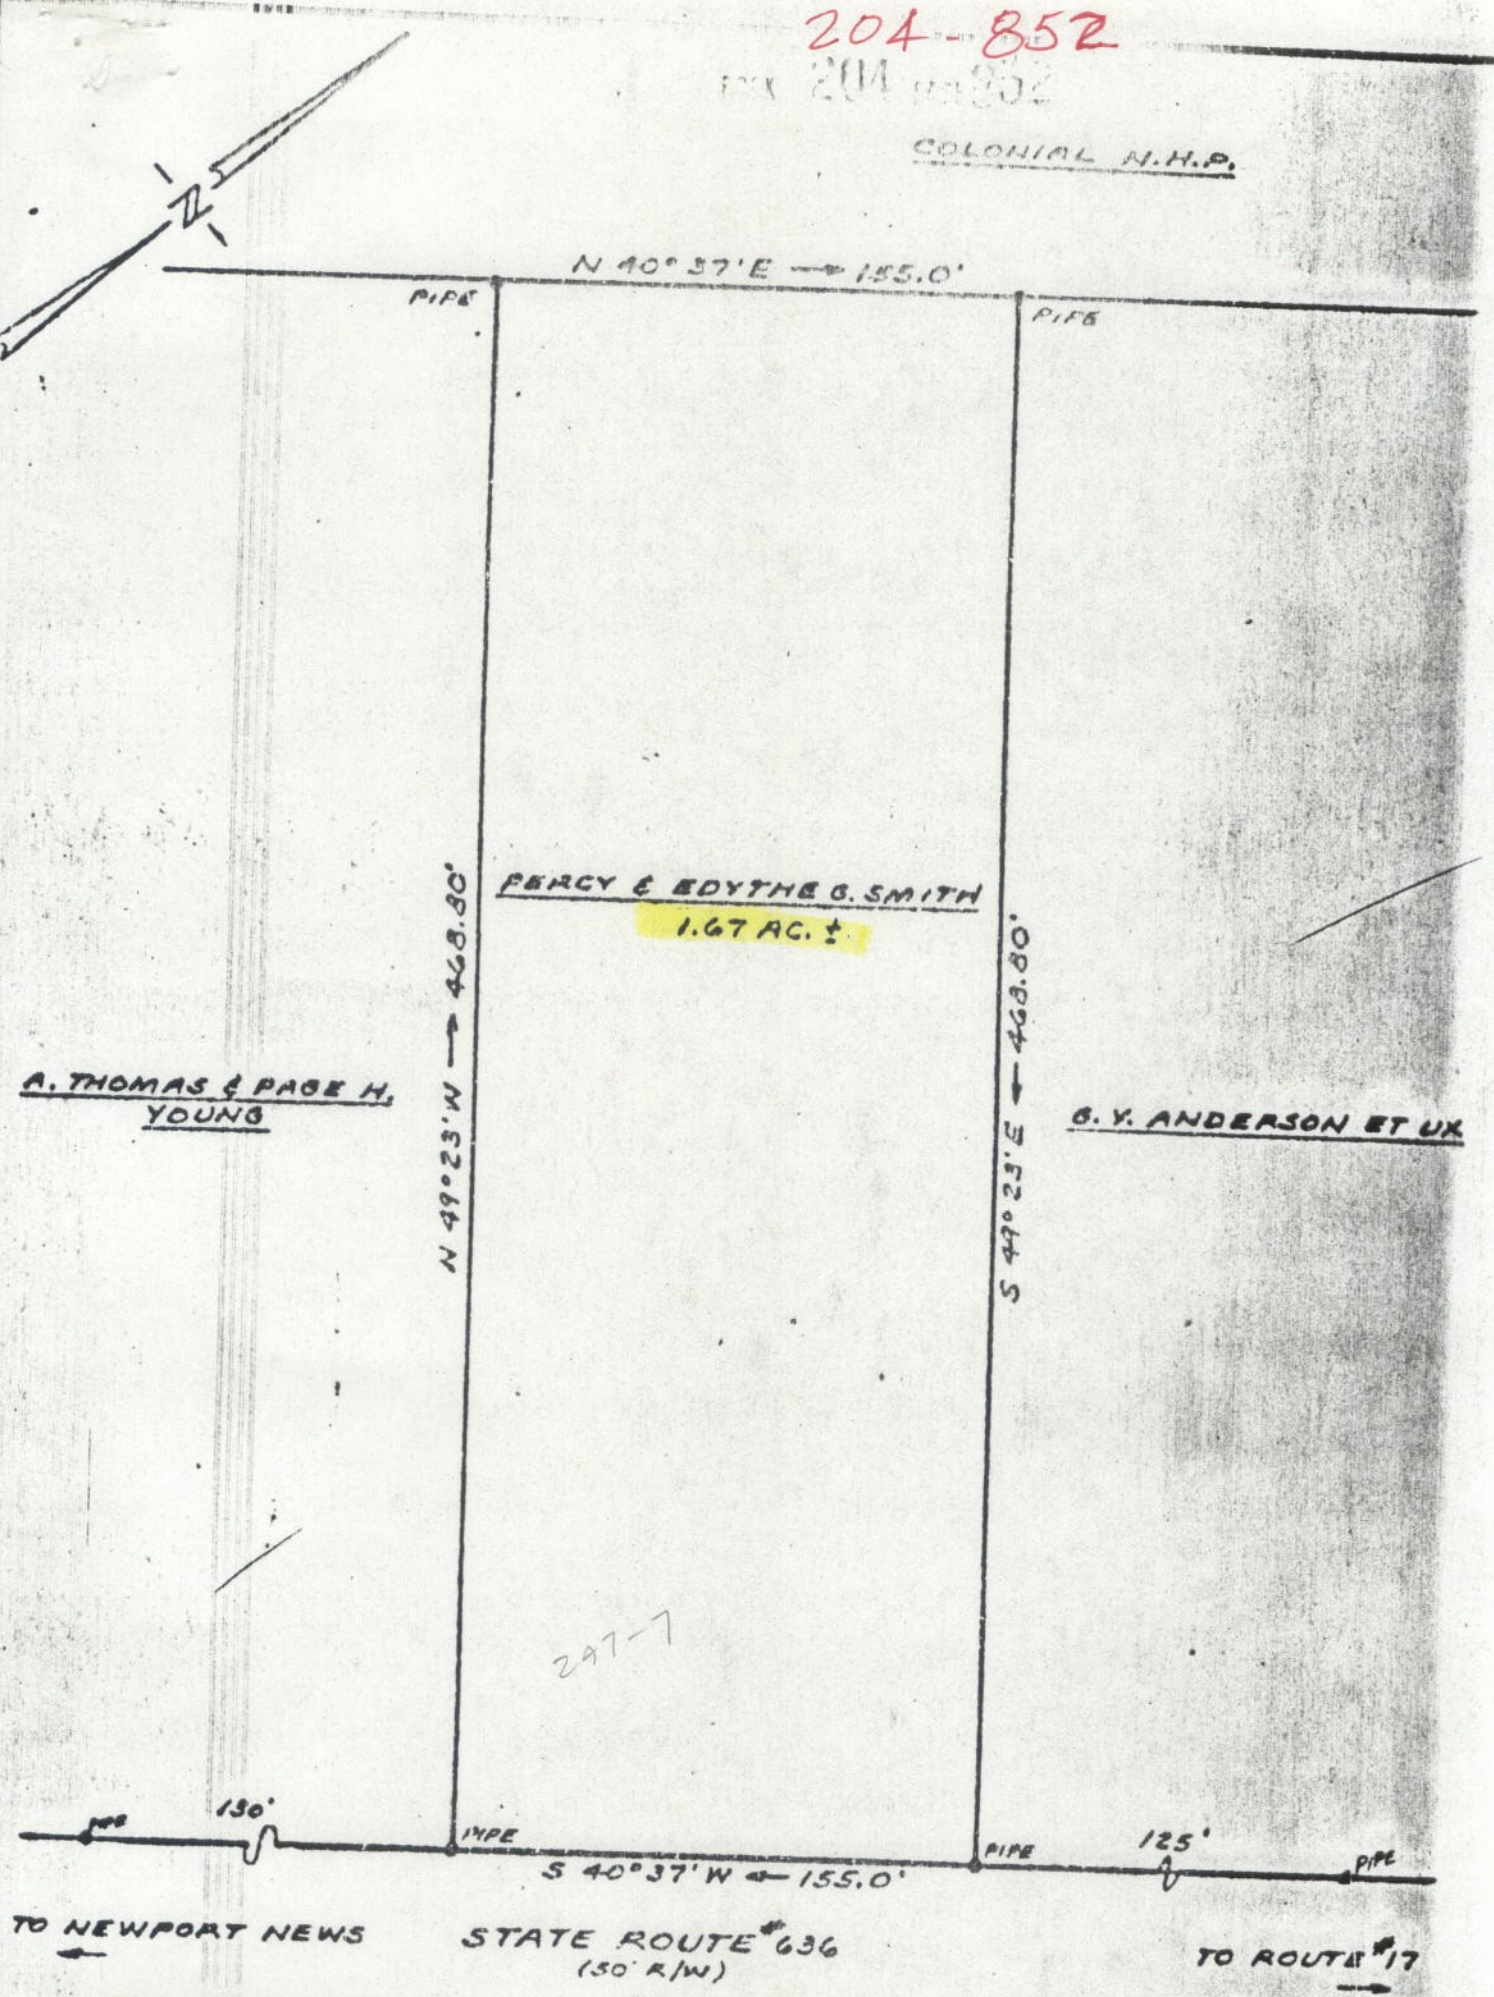 204-852
COLONIAL N.H.P.
N 40° 37' E → 155.0'
PIPE
PIPE
N 49° 23' W → 468.80'
PERCY & EDYTHE G. SMITH
1.67 AC. ±
S 49° 23' E ← 468.80'
A. THOMAS & PAGE H.
YOUNG
G. Y. ANDERSON ET UX
247-7
PIPE
130'
PIPE
S 40° 37' W ← 155.0'
PIPE
125'
PIPE
TO NEWPORT NEWS
←
STATE ROUTE #636
(50' R/W)
TO ROUTE #17
→